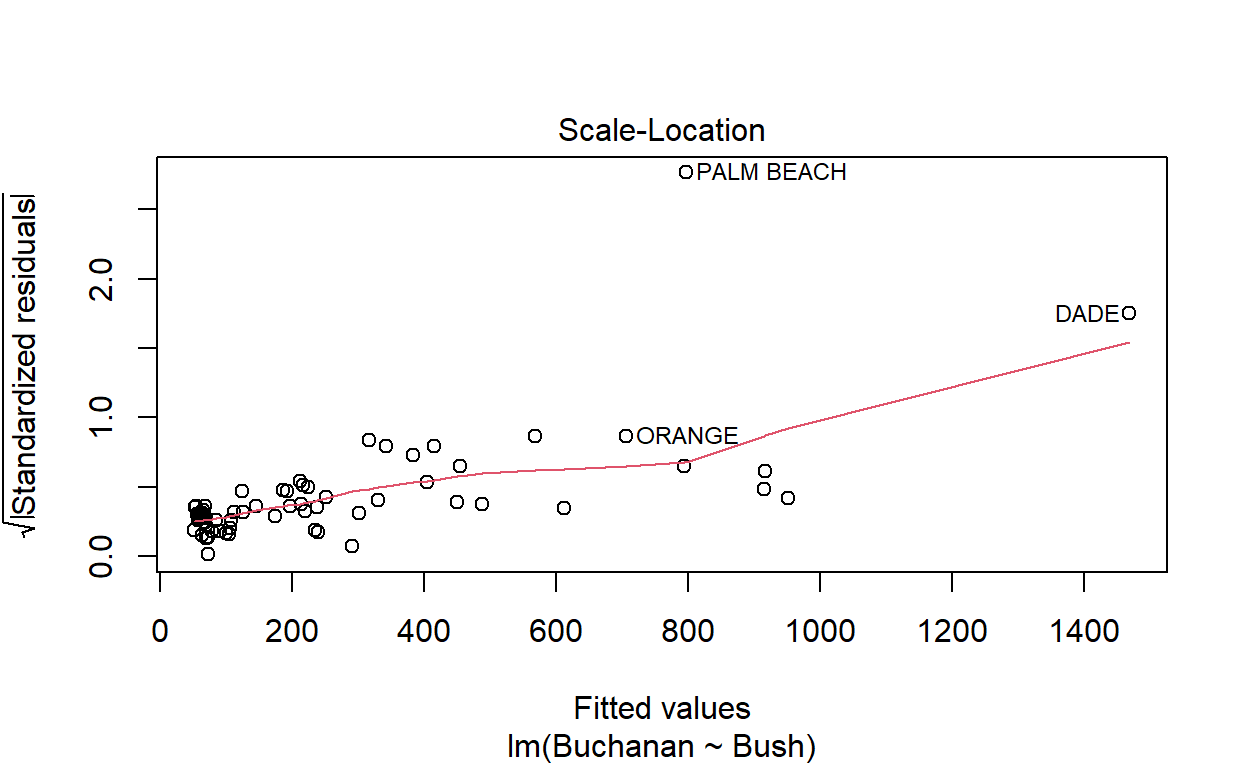 Scale-Location
PALM BEACH
DADE
ORANGE
√|Standardized residuals|
0.0 1.0 2.0
0 200 400 600 800 1000 1200 1400
Fitted values
lm(Buchanan ~ Bush)